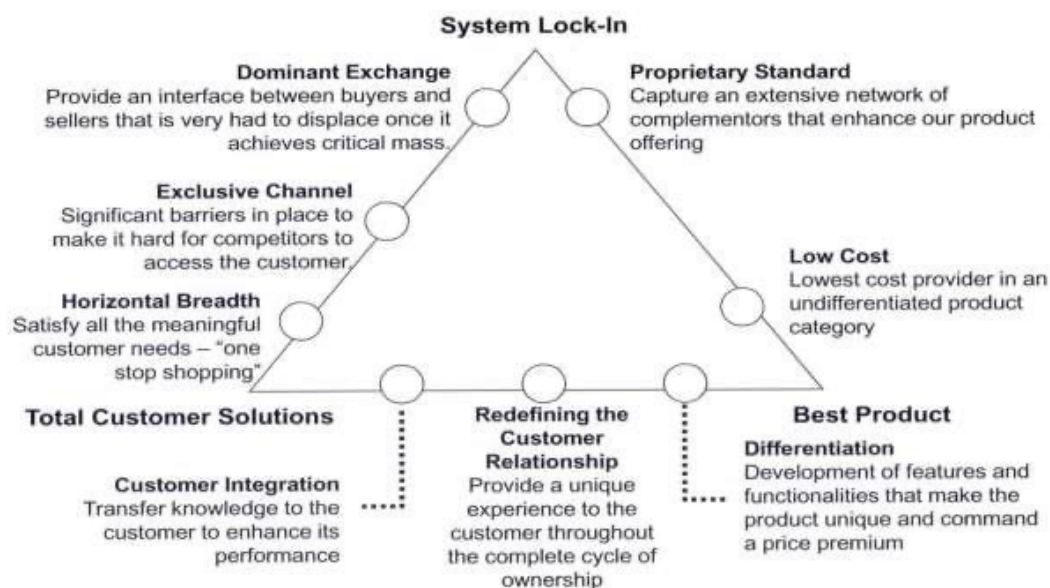 System Lock-In
Dominant Exchange
Provide an interface between buyers and
sellers that is very had to displace once it
achieves critical mass.
Proprietary Standard
Capture an extensive network of
complementors that enhance our product
offering
Exclusive Channel
Significant barriers in place to
make it hard for competitors to
access the customer.
Low Cost
Lowest cost provider in an
undifferentiated product
category
Horizontal Breadth
Satisfy all the meaningful
customer needs – “one
stop shopping”
Total Customer Solutions
Redefining the
Customer
Relationship
Provide a unique
experience to the
customer throughout
the complete cycle of
ownership
Best Product
Differentiation
Development of features and
functionalities that make the
product unique and command
a price premium
Customer Integration
Transfer knowledge to the
customer to enhance its
performance